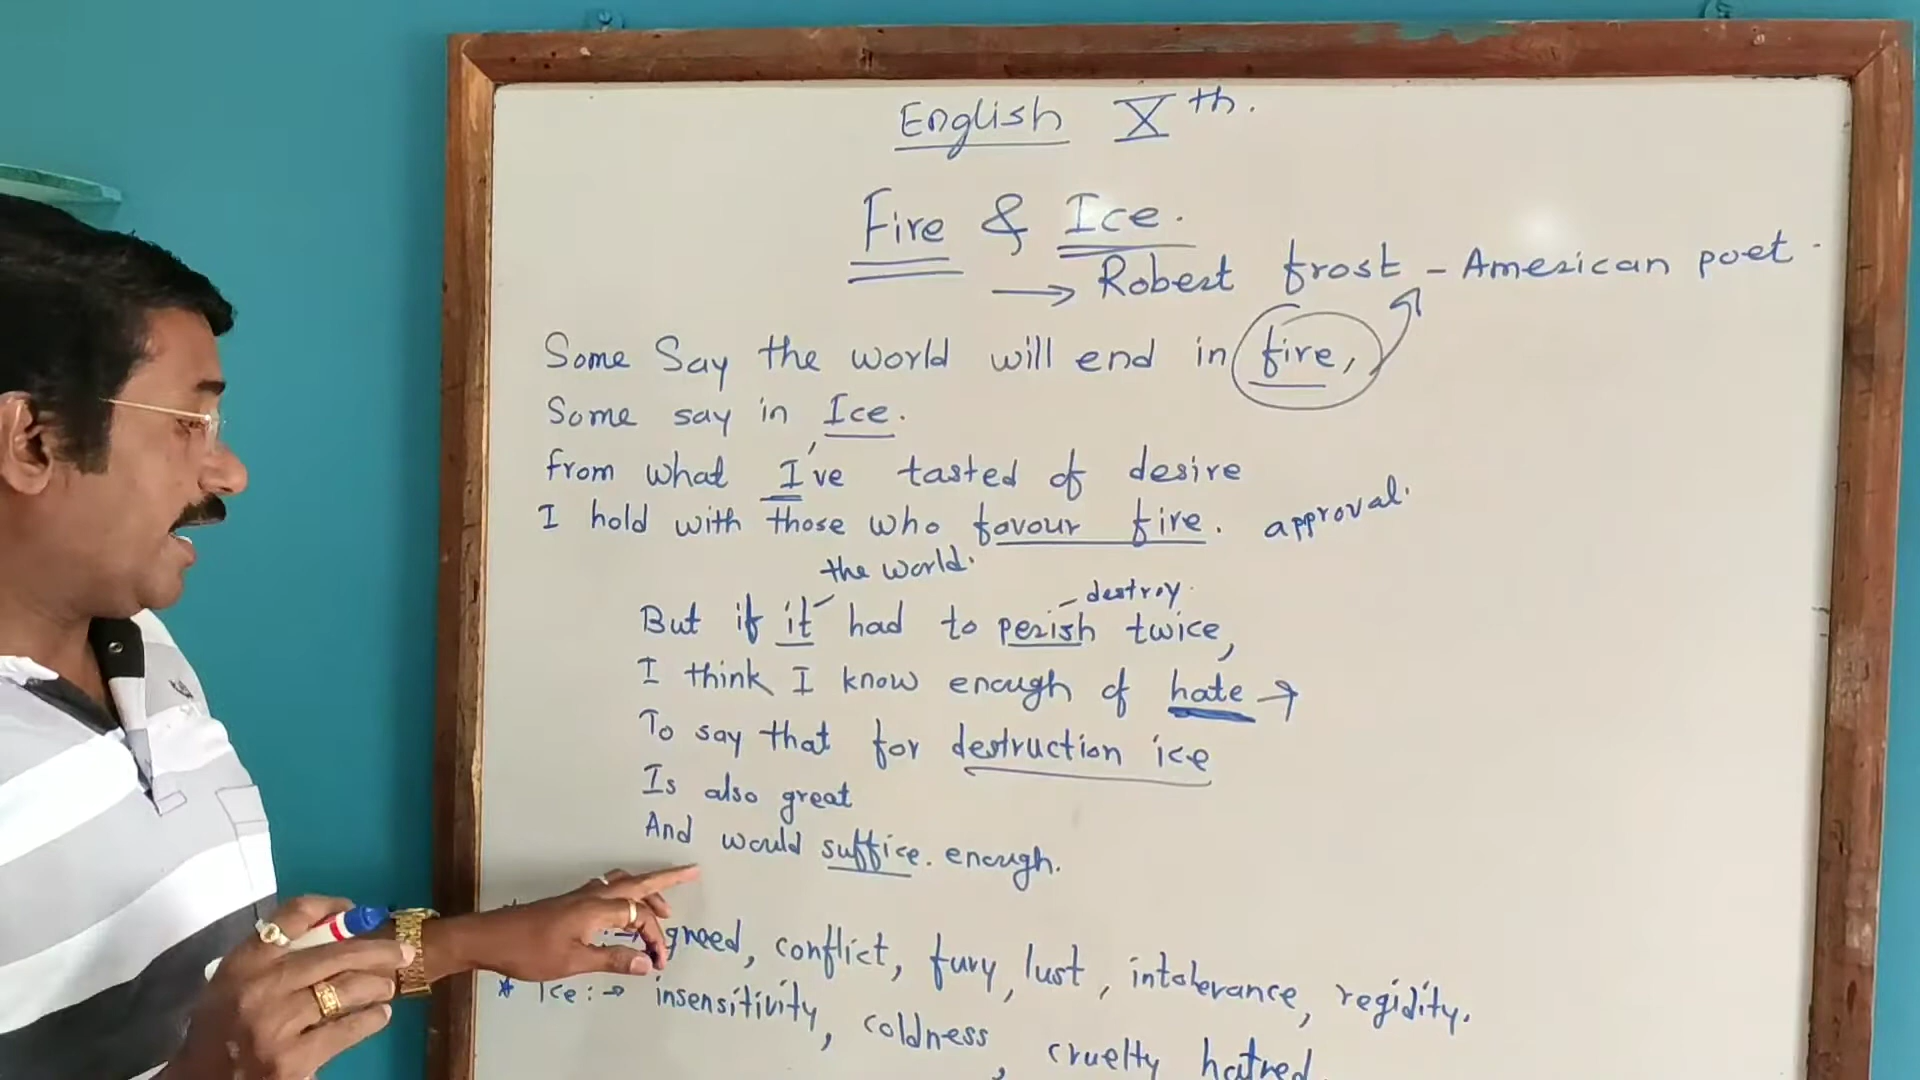 English Xth.
Fire & Ice.
→ Robert frost - American poet.
Some Say the world will end in fire,
Some say in Ice.
From what I've tasted of desire
I hold with those who favour fire. approval.
the world.
destroy.
But if it had to perish twice,
I think I know enough of hate →
To say that for destruction ice
Is also great
And would suffice. enough.
:→ greed, conflict, fury, lust, intolerance, regidity.
* Ice :→ insensitivity, coldness, cruelty hatred